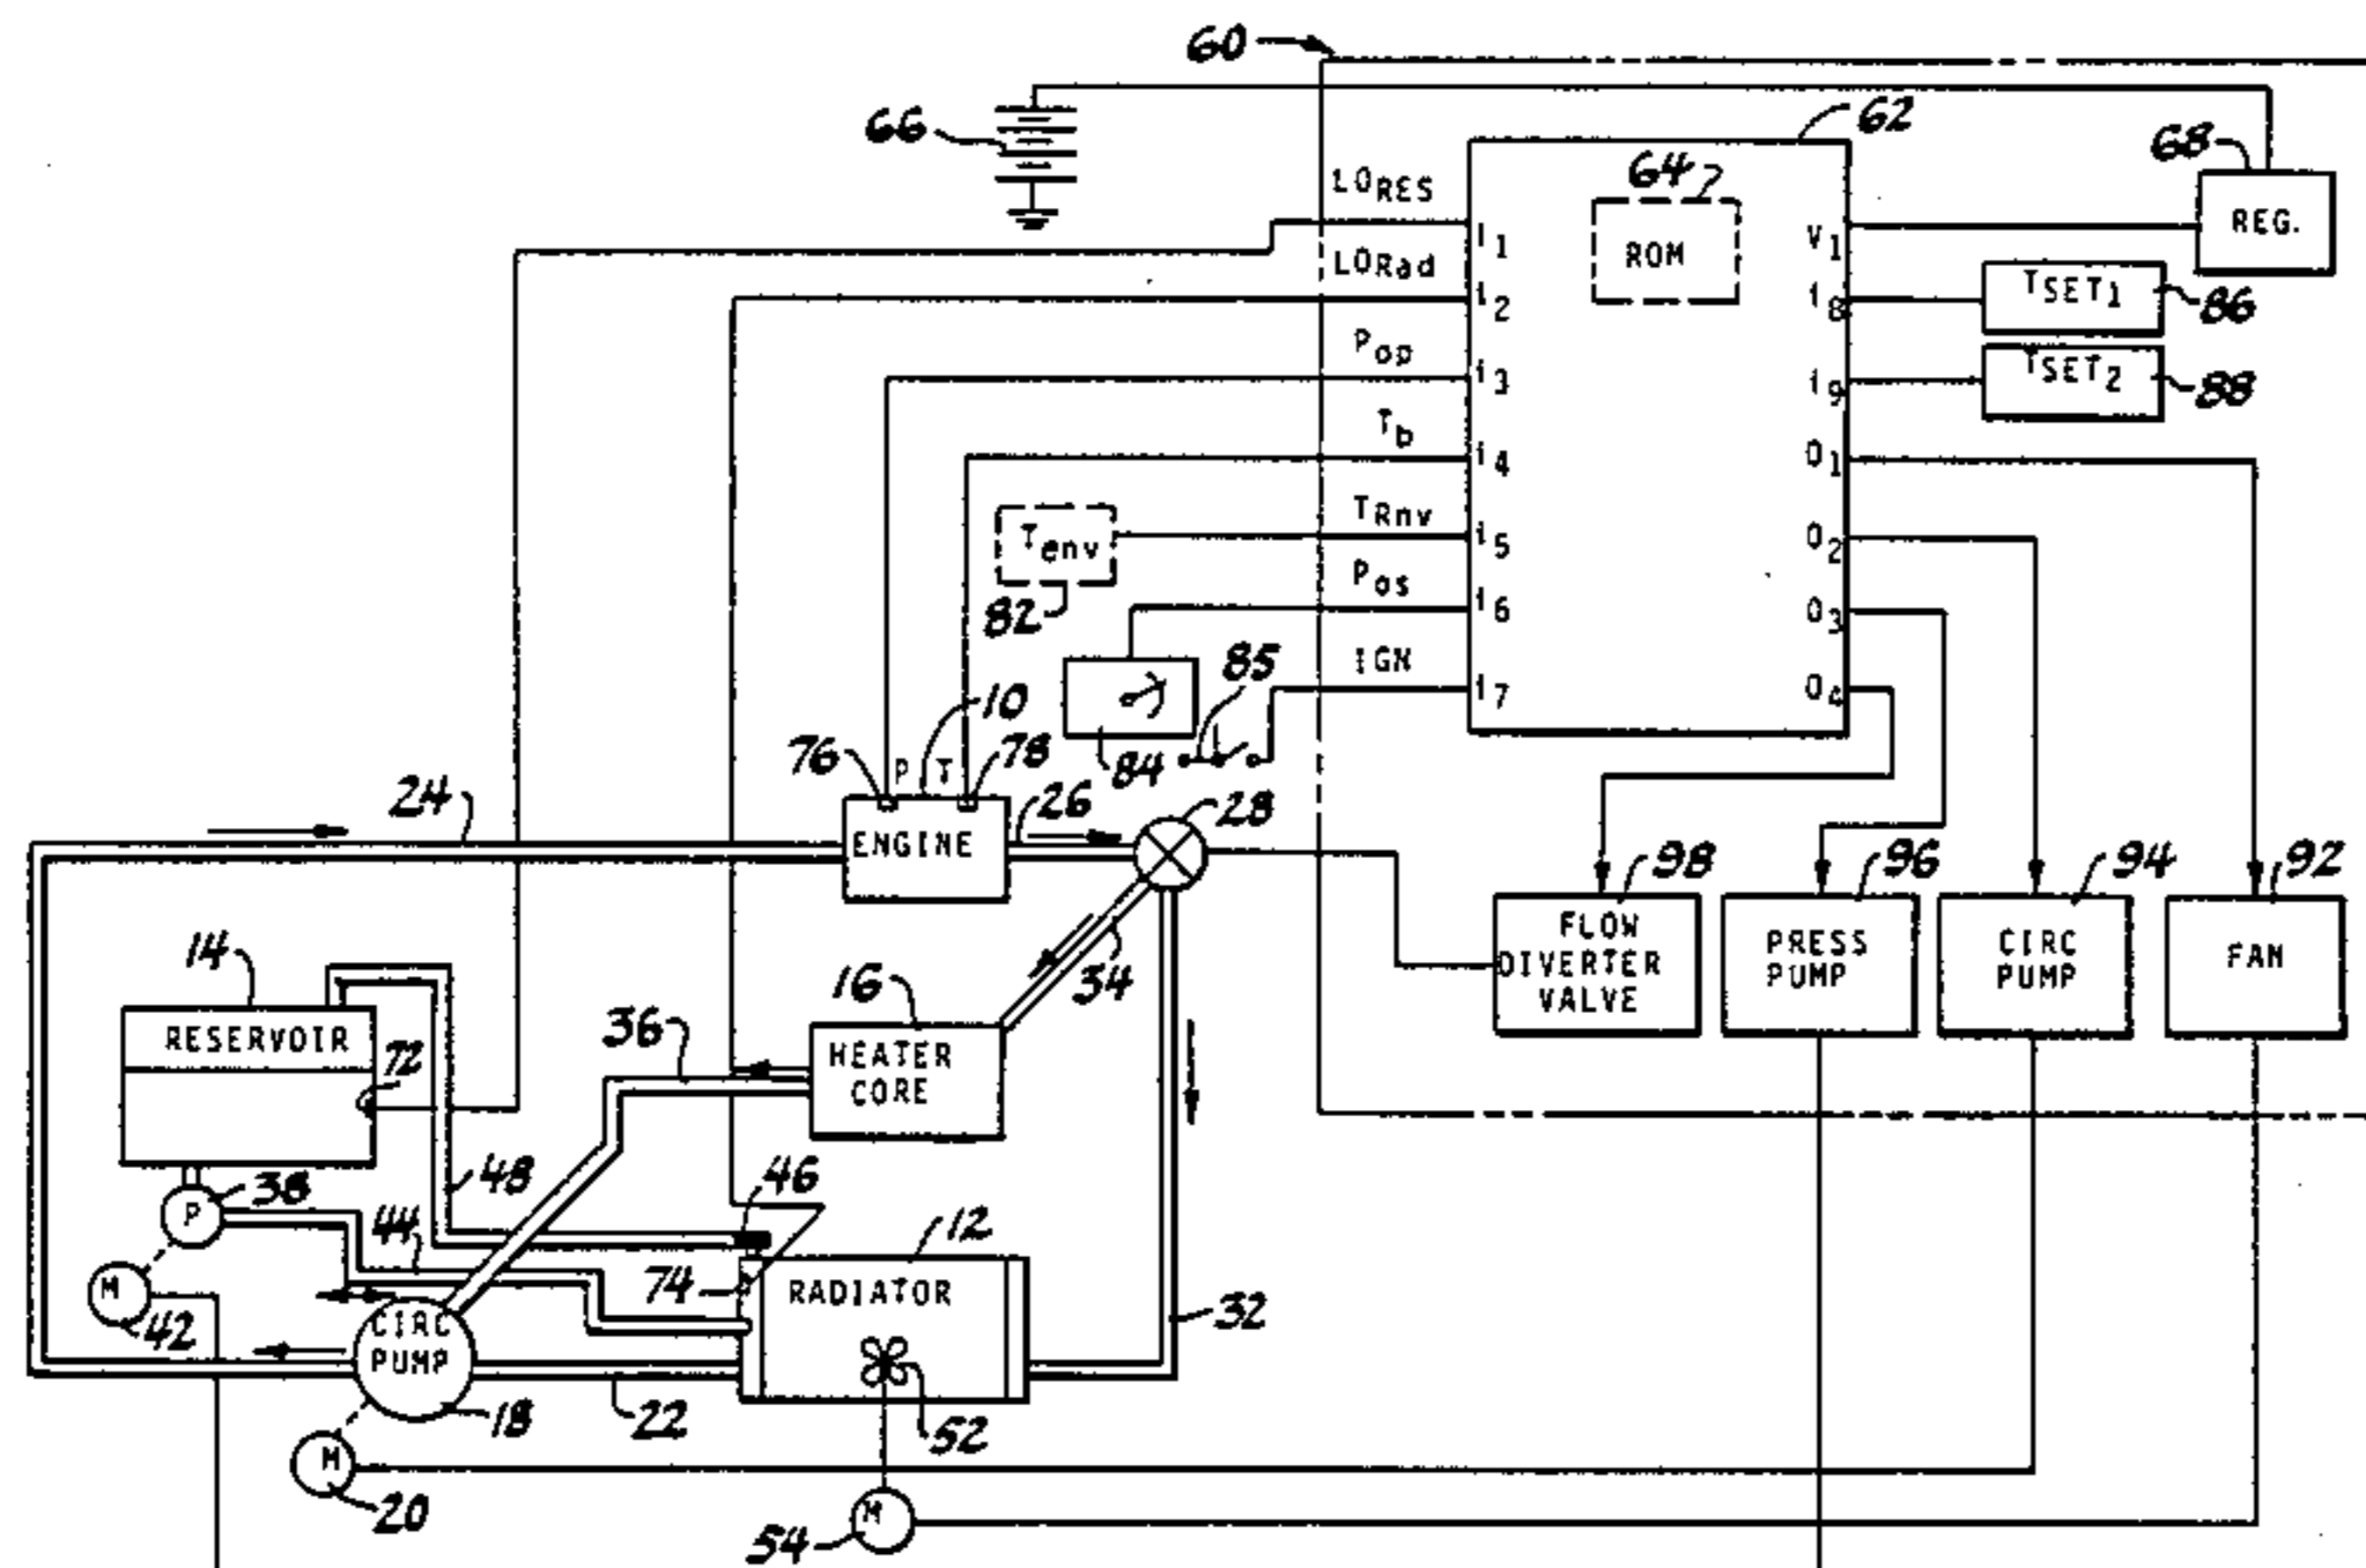 60
66
62
68
64
LORES
ROM
V1
REG.
I1
LORad
i2
i8
TSET1
86
Pop
i3
i9
TSET2
88
Tb
i4
O1
TRnv
i5
O2
Tenv
82
Pos
i6
O3
IGN
85
i7
O4
10
84
76
P
T
78
24
26
28
ENGINE
98
96
94
92
FLOW
DIVERTER
VALVE
PRESS
PUMP
CIRC
PUMP
FAN
14
34
16
36
RESERVOIR
72
HEATER
CORE
38
P
48
46
44
12
74
RADIATOR
M
42
CIRC
PUMP
32
18
22
52
M
20
M
54